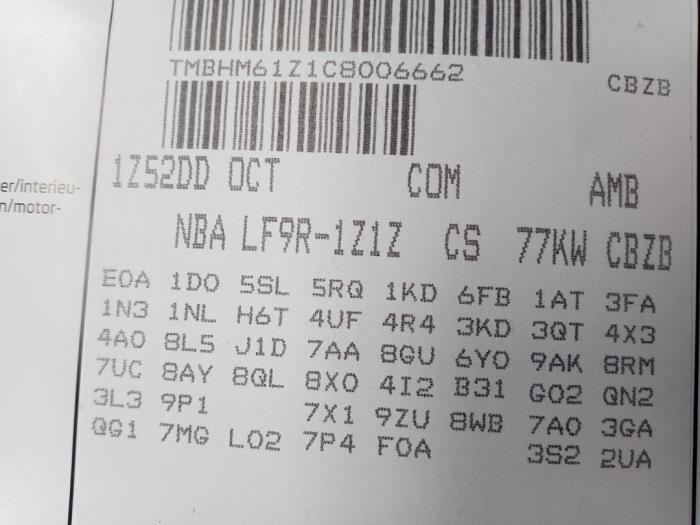 TMBHM61Z1C8006662
CBZB
er/interieu-
n/motor-
1Z52DD OCT COM AMB
NBA LF9R-1Z1Z CS 77KW CBZB
E0A 1D0 5SL 5RQ 1KD 6FB 1AT 3FA
1N3 1NL H6T 4UF 4R4 3KD 3QT 4X3
4A0 8L5 J1D 7AA 8GU 6Y0 9AK 8RM
7UC 8AY 8QL 8X0 4I2 B31 G02 QN2
3L3 9P1 7X1 9ZU 8WB 7A0 3GA
QG1 7MG L02 7P4 F0A 3S2 2UA